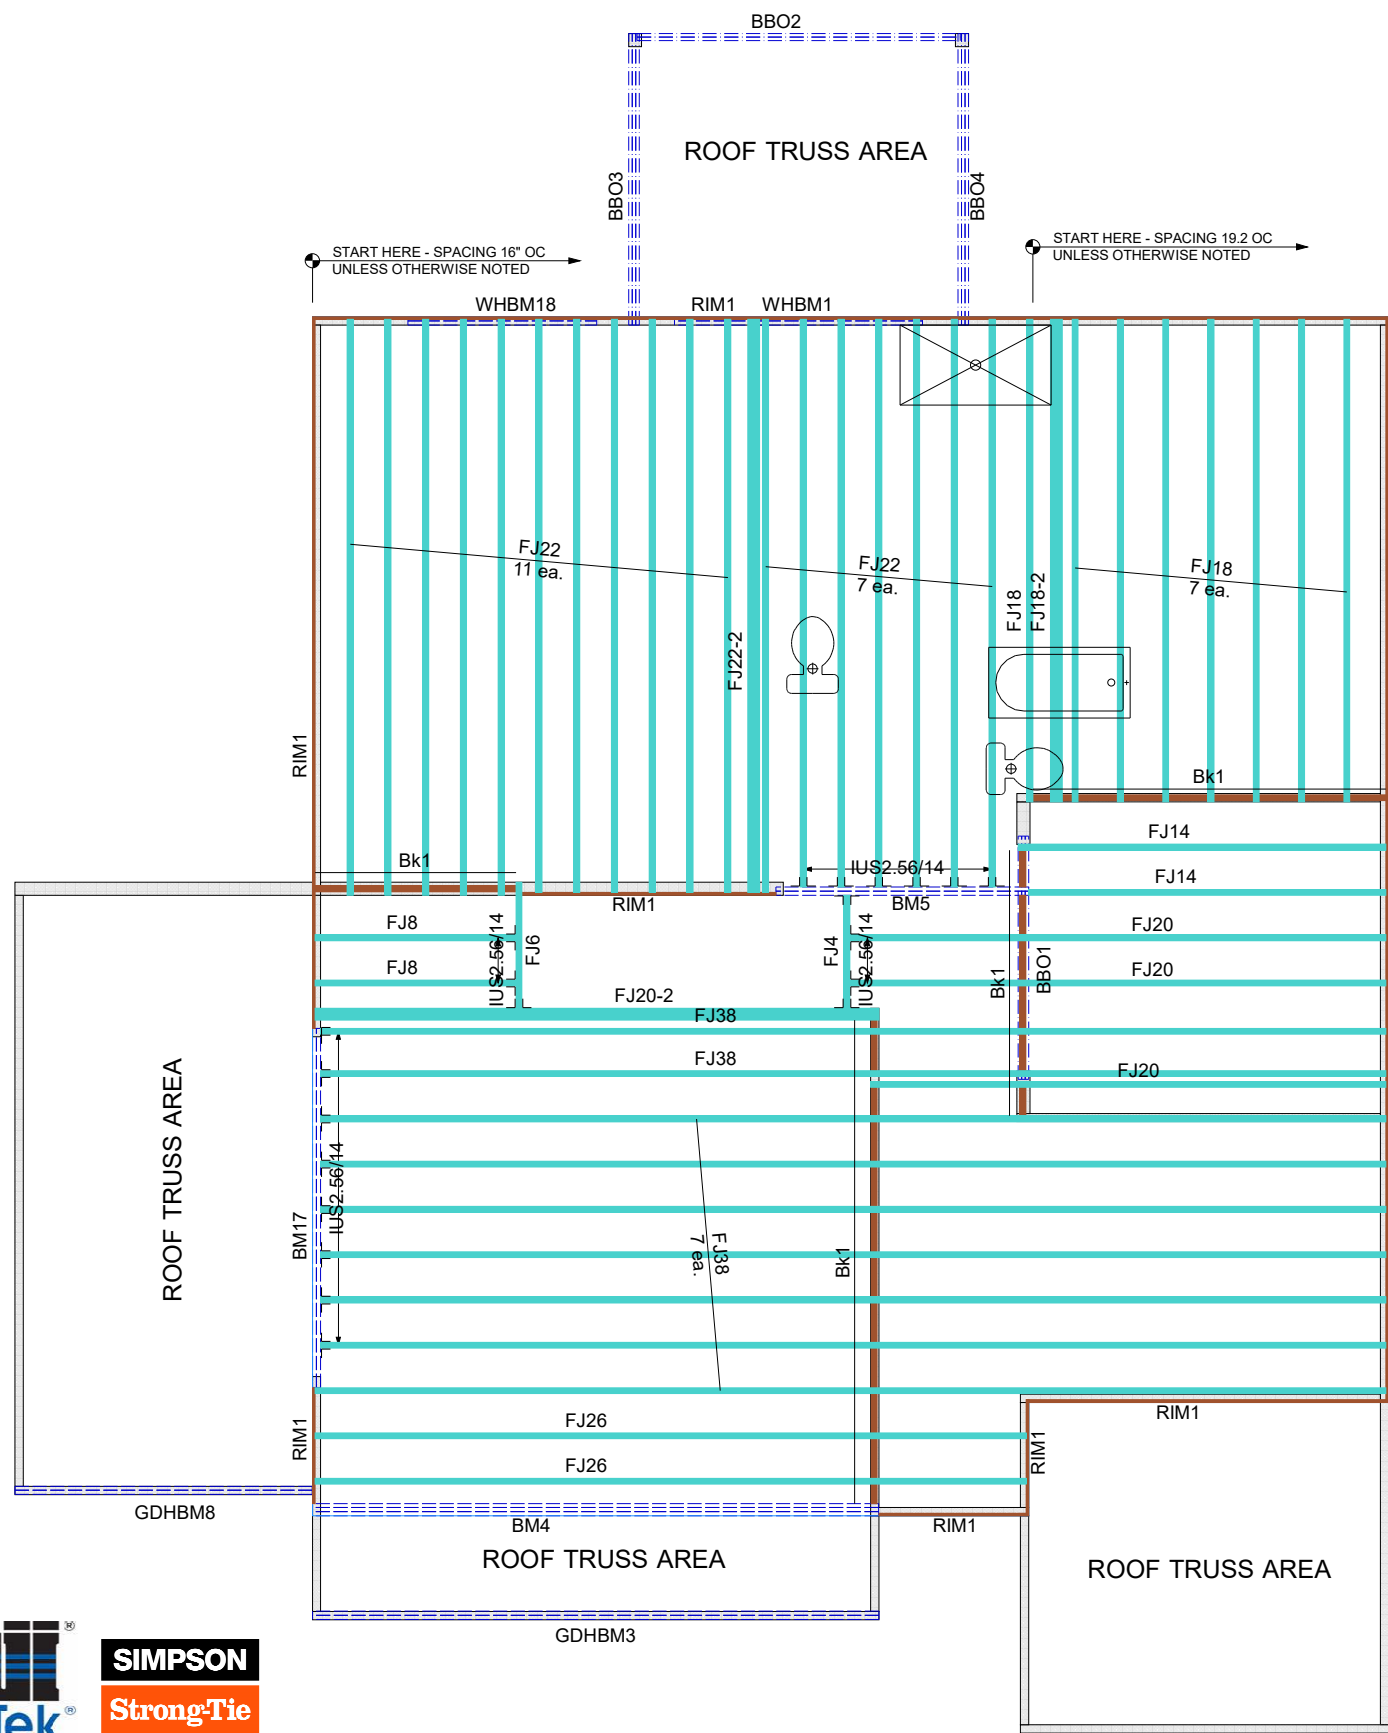 BBO2
ROOF TRUSS AREA
BBO3
BBO4
START HERE - SPACING 16" OC
UNLESS OTHERWISE NOTED
START HERE - SPACING 19.2 OC
UNLESS OTHERWISE NOTED
WHBM18
RIM1
WHBM1
FJ22
11 ea.
FJ22
7 ea.
FJ18
7 ea.
FJ18
FJ18-2
FJ22-2
RIM1
Bk1
FJ14
Bk1
IUS2.56/14
FJ14
RIM1
BM5
FJ8
IUS2.56/14
FJ6
FJ4
IUS2.56/14
FJ20
Bk1
BBO1
FJ8
FJ20
FJ20-2
FJ38
FJ38
FJ20
ROOF TRUSS AREA
IUS2.56/14
BM17
FJ38
7 ea.
Bk1
RIM1
FJ26
RIM1
RIM1
FJ26
GDHBM8
BM4
RIM1
ROOF TRUSS AREA
ROOF TRUSS AREA
GDHBM3
®
SIMPSON
Strong-Tie
Tek®